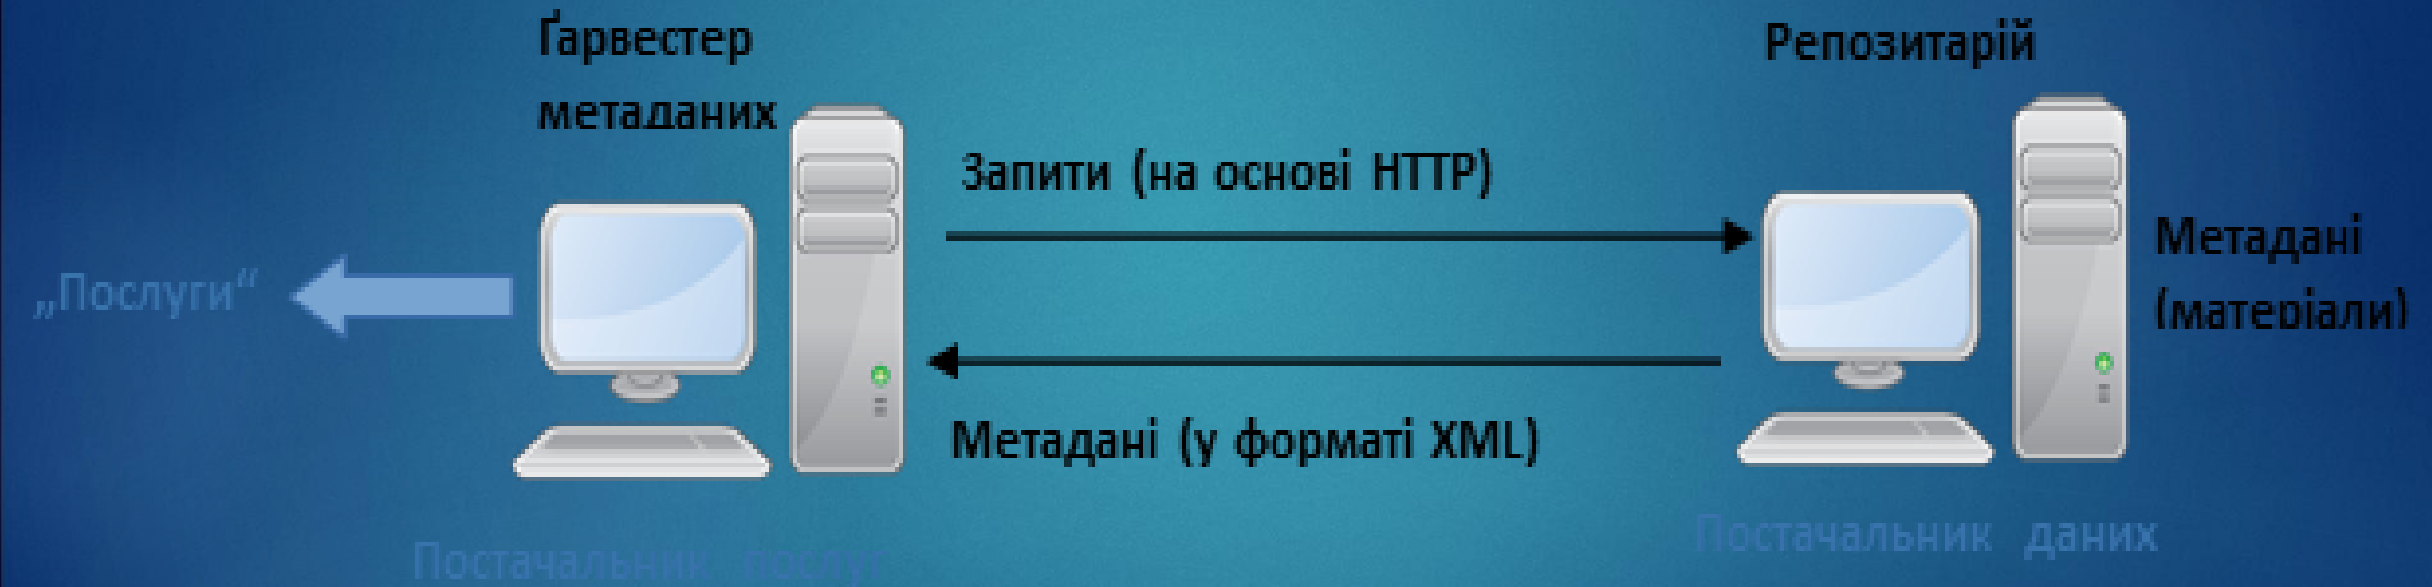 Ґарвестер
метаданих
Репозитарій
Запити (на основі HTTP)
„Послуги“
Метадані
(матеріали)
Метадані (у форматі XML)
Постачальник послуг
Постачальник даних